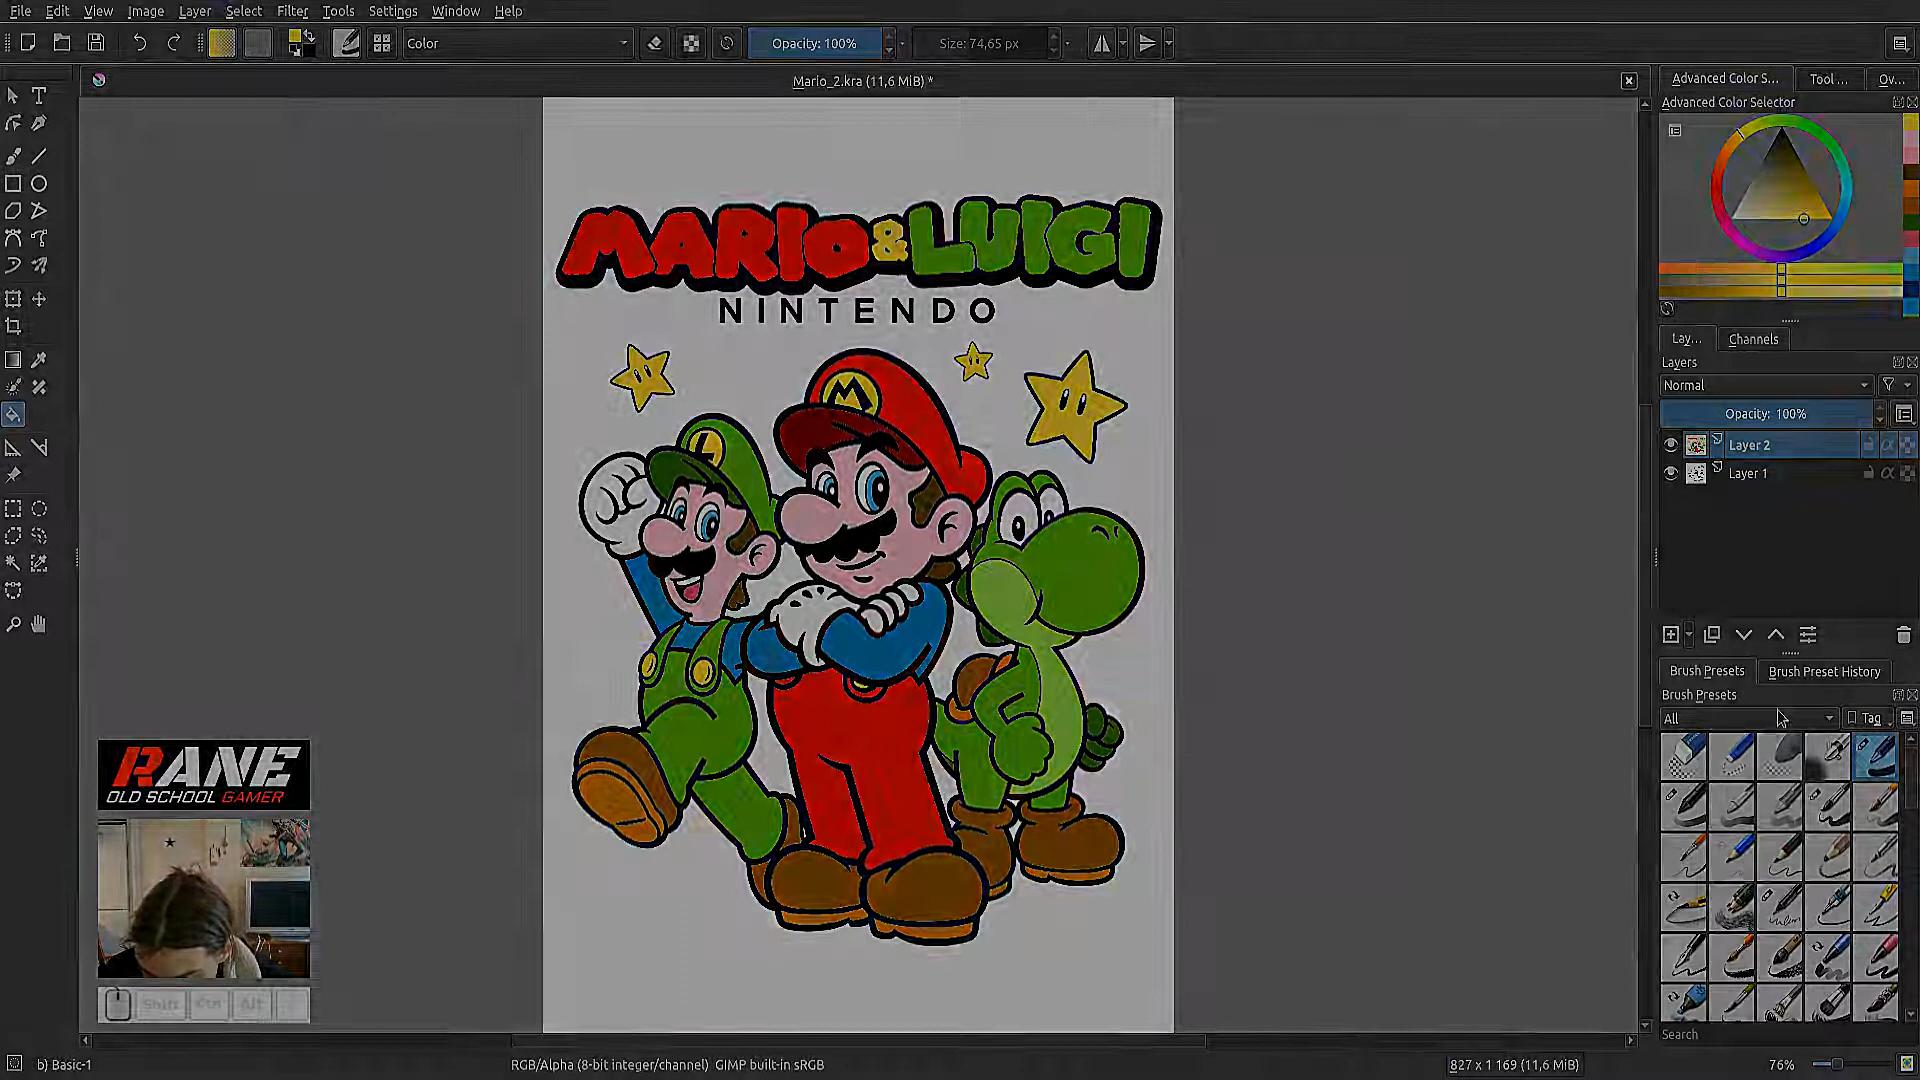 File Edit View Image Layer Select Filter Tools Settings Window Help
Color
Opacity: 100%
Size: 74,65 px
Mario_2.kra (11,6 MiB) *
Advanced Color S...
Tool ...
Ov...
Advanced Color Selector
MARIO & LUIGI
NINTENDO
M
L
Lay...
Channels
Layers
Normal
Opacity: 100%
Layer 2
Layer 1
Brush Presets
Brush Preset History
Brush Presets
All
Tag
Search
RANE
OLD SCHOOL GAMER
Shift Ctrl Alt
b) Basic-1
RGB/Alpha (8-bit integer/channel) GIMP built-in sRGB
827 x 1 169 (11,6 MiB)
76%